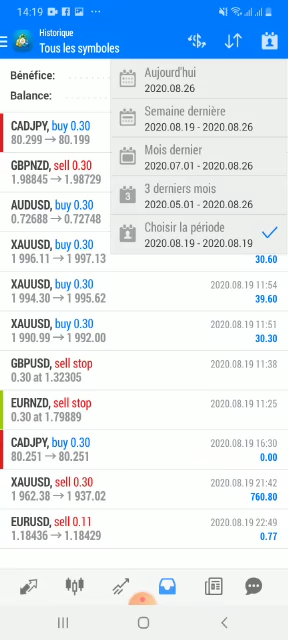 14:19
Historique
Tous les symboles
Bénéfice:
Balance:
Aujourd'hui
2020.08.26
Semaine dernière
2020.08.19 - 2020.08.26
Mois dernier
2020.07.01 - 2020.08.26
3
3 derniers mois
2020.05.01 - 2020.08.26
Choisir la période
2020.08.19 - 2020.08.19
CADJPY, buy 0.30
80.299 → 80.199
GBPNZD, sell 0.30
1.98845 → 1.98729
AUDUSD, buy 0.30
0.72688 → 0.72748
XAUUSD, buy 0.30
1 996.11 → 1 997.13
30.60
XAUUSD, buy 0.30
2020.08.19 11:54
1 994.30 → 1 995.62
39.60
XAUUSD, buy 0.30
2020.08.19 11:51
1 990.99 → 1 992.00
30.30
GBPUSD, sell stop
2020.08.19 11:38
0.30 at 1.32305
EURNZD, sell stop
2020.08.19 11:25
0.30 at 1.79889
CADJPY, buy 0.30
2020.08.19 16:30
80.251 → 80.251
0.00
XAUUSD, sell 0.30
2020.08.19 21:42
1 962.38 → 1 937.02
760.80
EURUSD, sell 0.11
2020.08.19 22:49
1.18436 → 1.18429
0.77